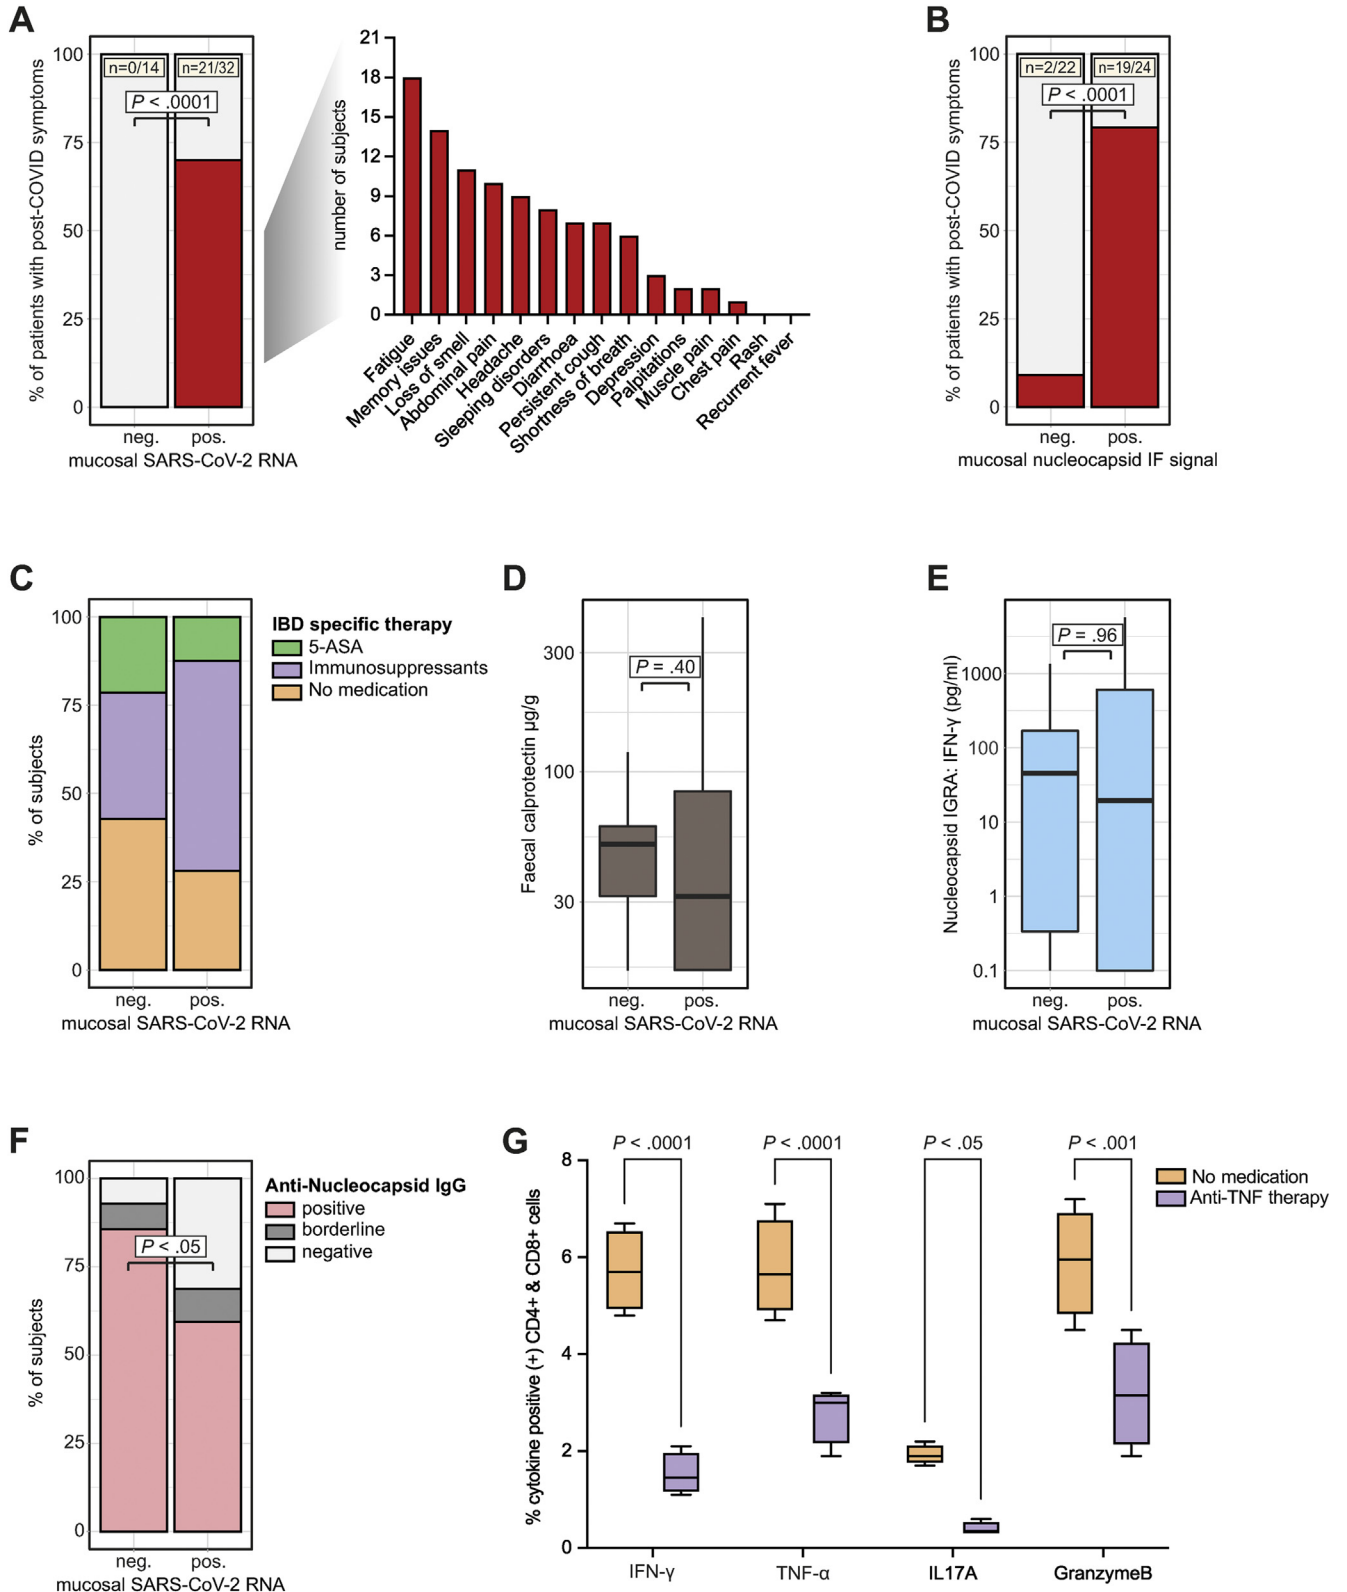 A
% of patients with post-COVID symptoms
100
75
50
25
0
n=0/14
n=21/32
P < .0001
neg.
pos.
mucosal SARS-CoV-2 RNA
number of subjects
21
18
15
12
9
6
3
0
Fatigue
Memory issues
Loss of smell
Abdominal pain
Headache
Sleeping disorders
Diarrhoea
Persistent cough
Shortness of breath
Depression
Palpitations
Muscle pain
Chest pain
Rash
Recurrent fever
B
% of patients with post-COVID symptoms
100
75
50
25
0
n=2/22
n=19/24
P < .0001
neg.
pos.
mucosal nucleocapsid IF signal
C
% of subjects
100
75
50
25
0
neg.
pos.
mucosal SARS-CoV-2 RNA
IBD specific therapy
5-ASA
Immunosuppressants
No medication
D
Faecal calprotectin µg/g
300
100
30
P = .40
neg.
pos.
mucosal SARS-CoV-2 RNA
E
Nucleocapsid IGRA: IFN-γ (pg/ml)
1000
100
10
1
0.1
P = .96
neg.
pos.
mucosal SARS-CoV-2 RNA
F
% of subjects
100
75
50
25
0
P < .05
neg.
pos.
mucosal SARS-CoV-2 RNA
Anti-Nucleocapsid IgG
positive
borderline
negative
G
% cytokine positive (+) CD4+ & CD8+ cells
8
6
4
2
0
P < .0001
P < .0001
P < .05
P < .001
IFN-γ
TNF-α
IL17A
GranzymeB
No medication
Anti-TNF therapy